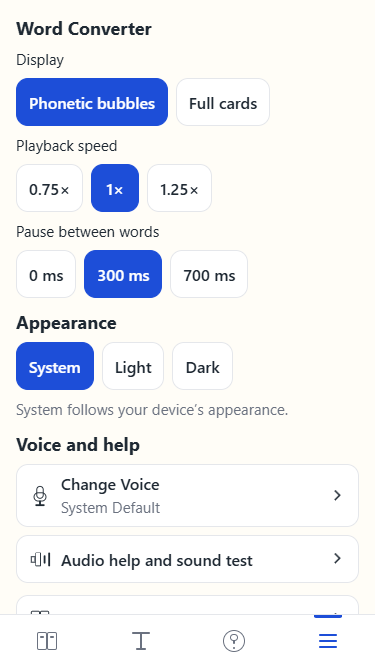 Word Converter
Display
Phonetic bubbles Full cards
Playback speed
0.75× 1× 1.25×
Pause between words
0 ms 300 ms 700 ms
Appearance
System Light Dark
System follows your device’s appearance.
Voice and help
Change Voice
System Default
Audio help and sound test